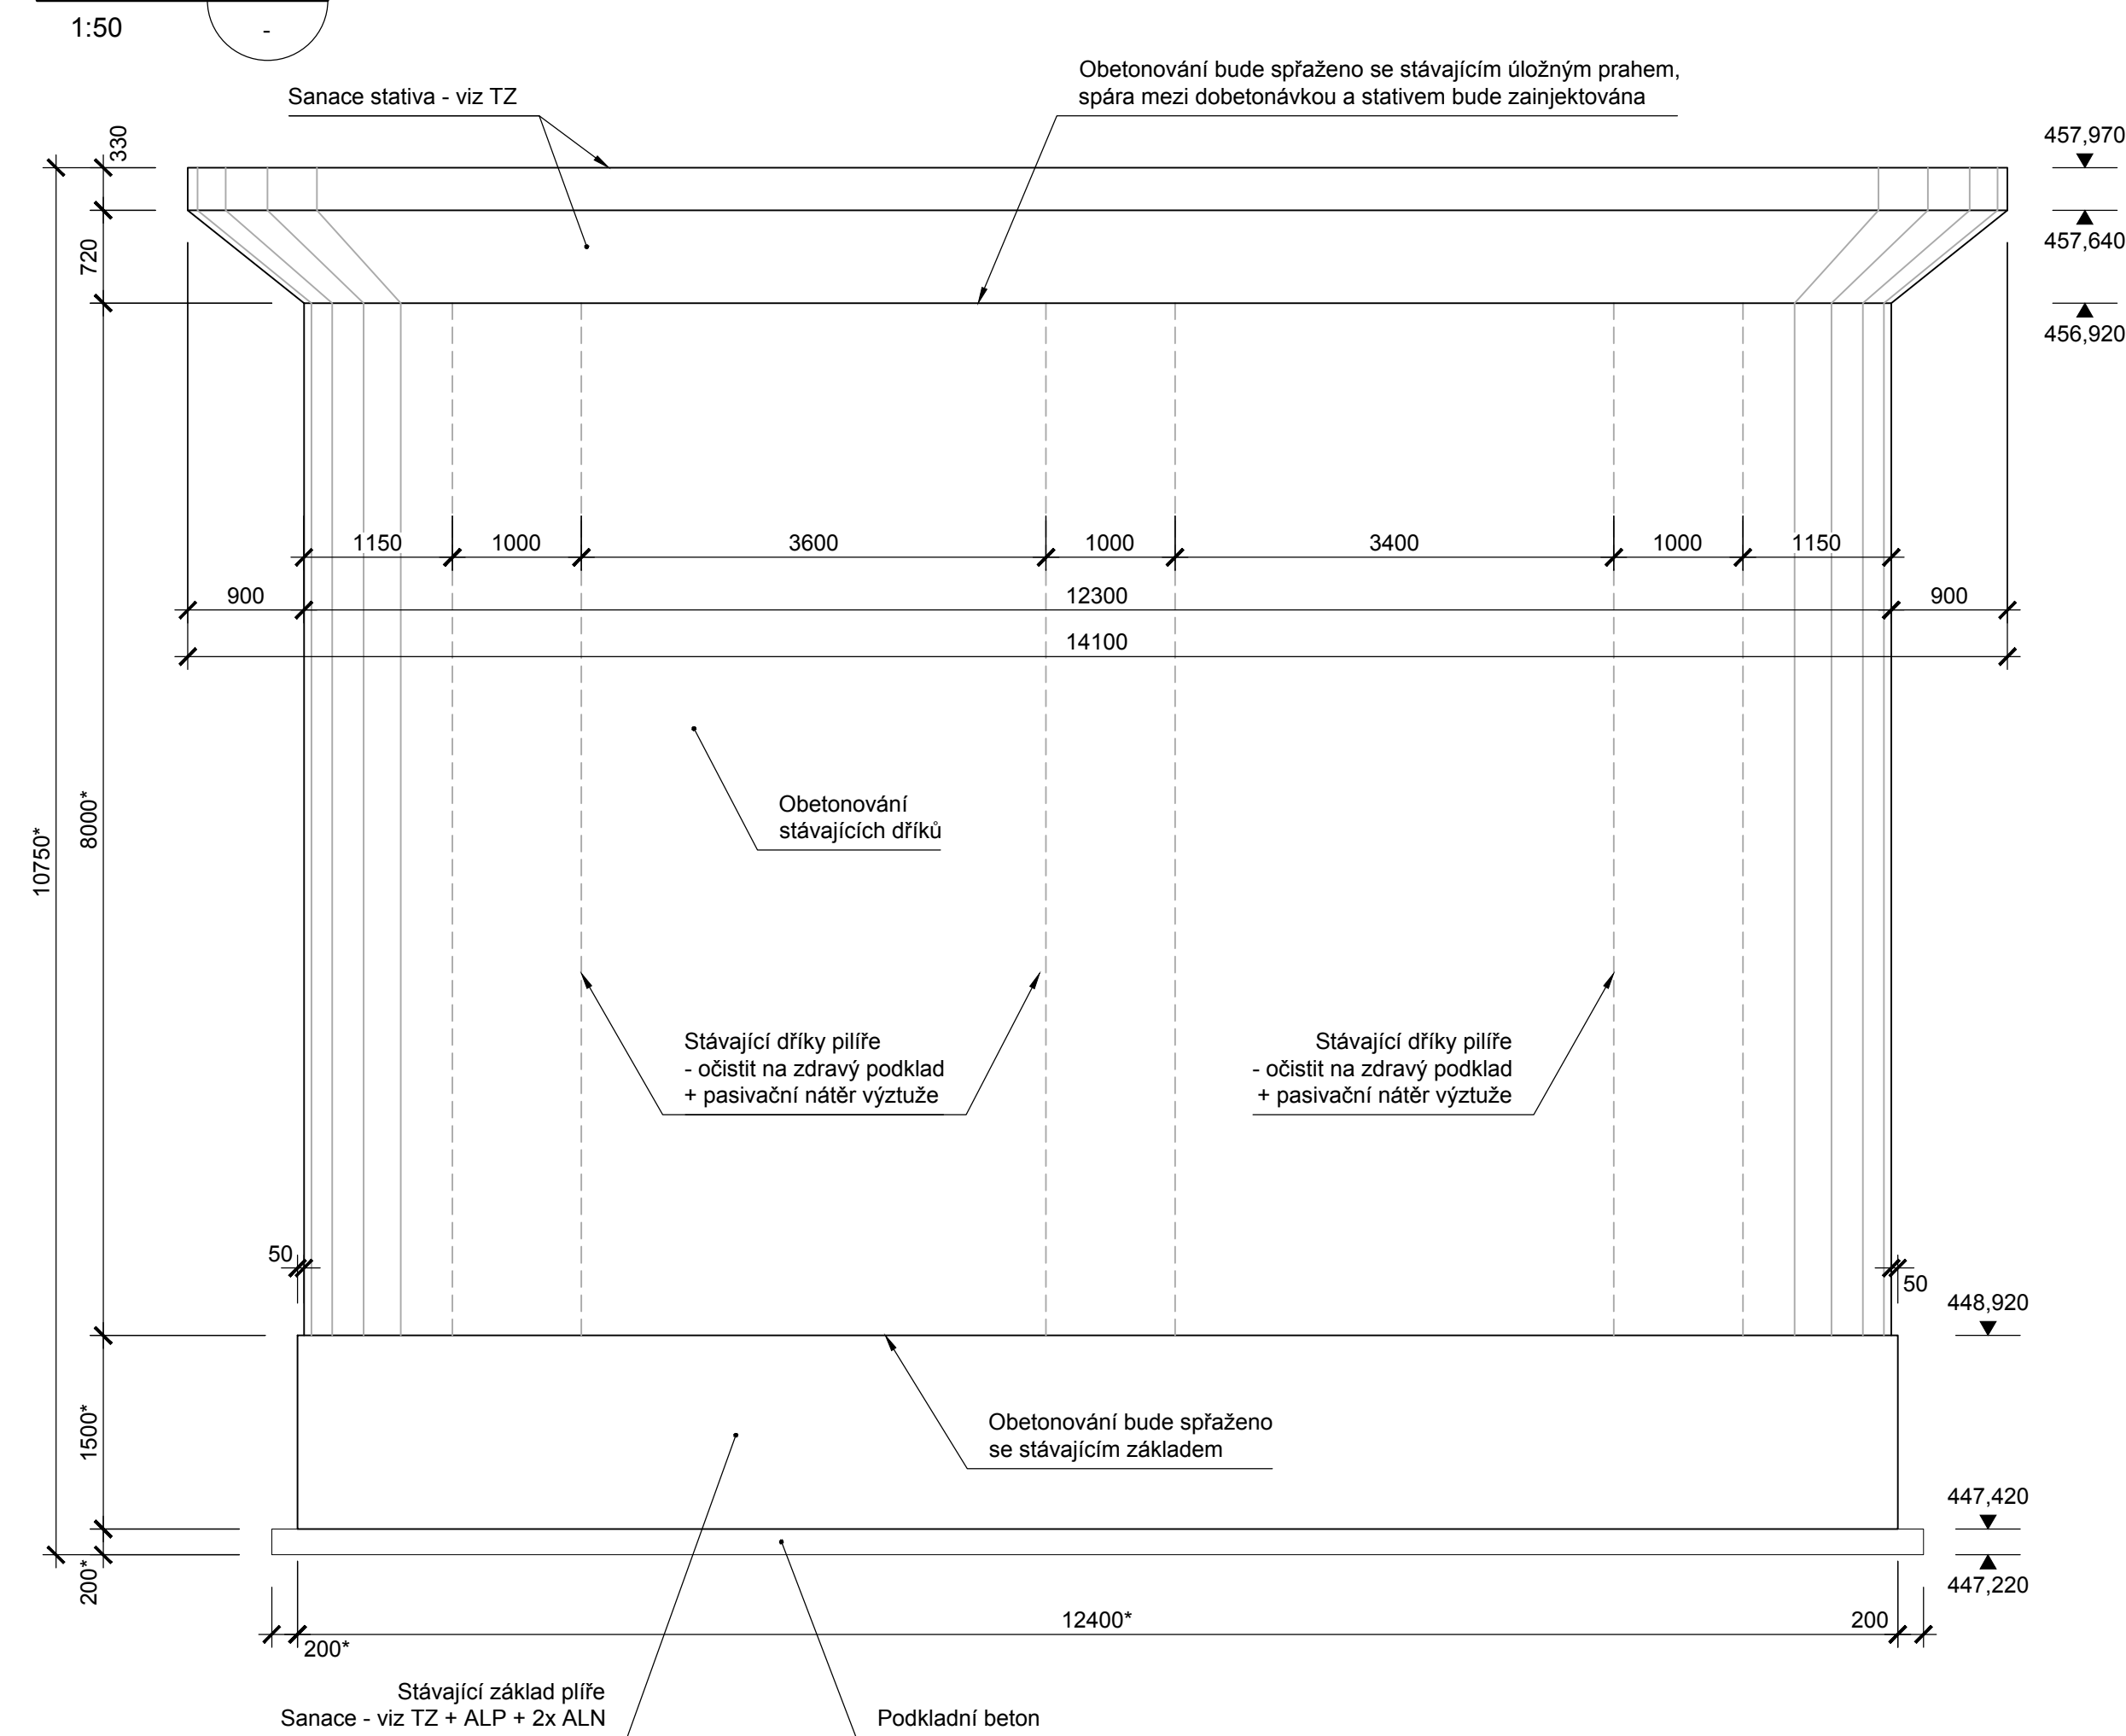 1:50
-
Sanace stativa - viz TZ
Obetonování bude spřaženo se stávajícím úložným prahem,
spára mezi dobetonávkou a stativem bude zainjektována
330
720
8000*
10750*
1500*
200*
457,970
457,640
456,920
1150
1000
3600
1000
3400
1000
1150
900
12300
900
14100
Obetonování
stávajících dříků
Stávající dříky pilíře
- očistit na zdravý podklad
+ pasivační nátěr výztuže
Stávající dříky pilíře
- očistit na zdravý podklad
+ pasivační nátěr výztuže
50
50
448,920
Obetonování bude spřaženo
se stávajícím základem
447,420
447,220
12400*
200
200*
Stávající základ plíře
Sanace - viz TZ + ALP + 2x ALN
Podkladní beton